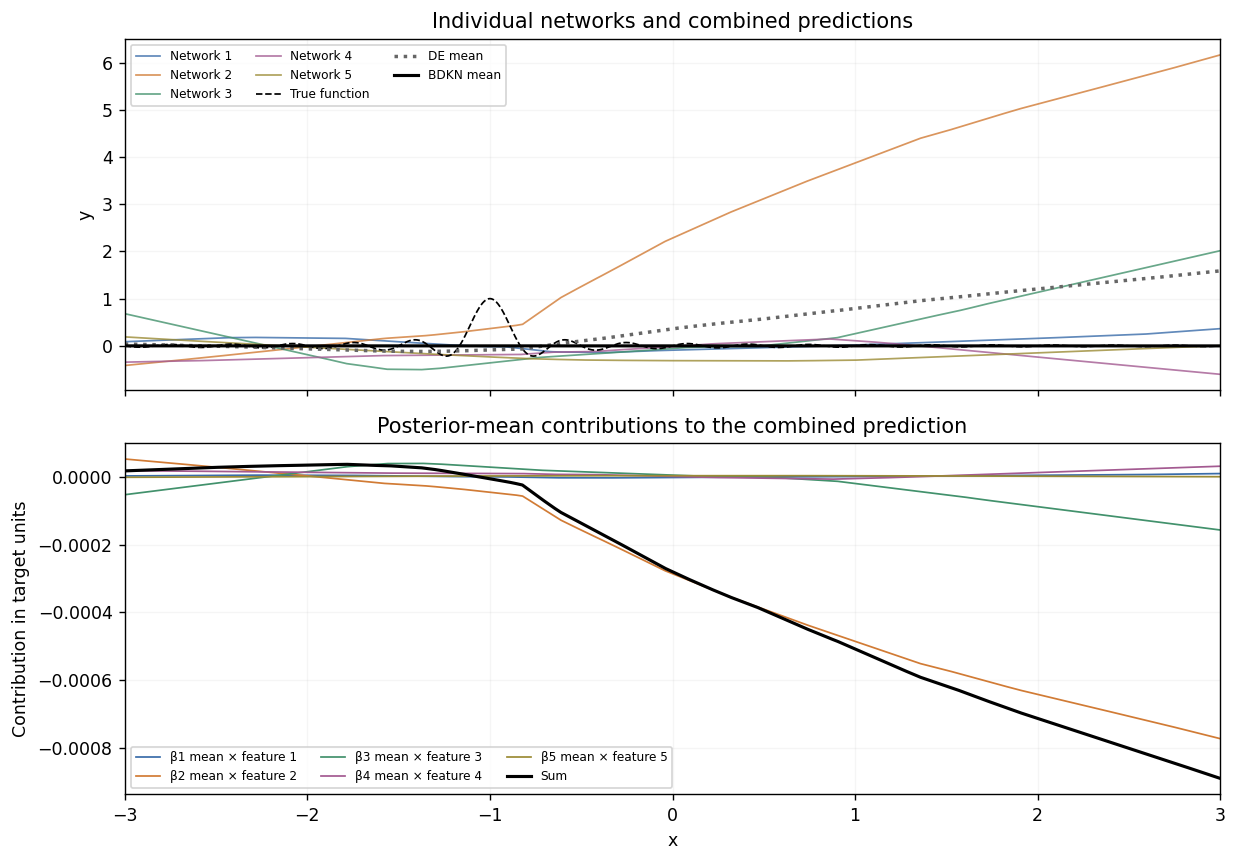 Individual networks and combined predictions
Network 1 Network 4 DE mean
Network 2 Network 5 BDKN mean
Network 3 True function
6
5
4
3
2
1
0
y
Posterior-mean contributions to the combined prediction
0.0000
−0.0002
−0.0004
−0.0006
−0.0008
Contribution in target units
β1 mean × feature 1 β3 mean × feature 3 β5 mean × feature 5
β2 mean × feature 2 β4 mean × feature 4 Sum
−3 −2 −1 0 1 2 3
x